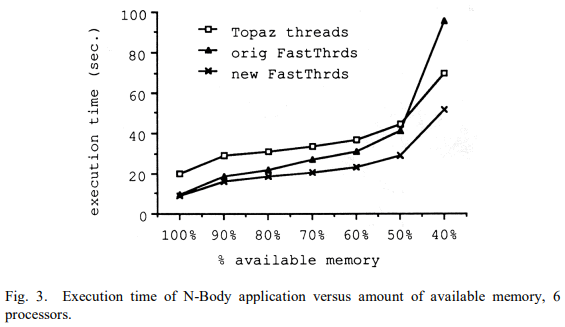 100
80
60
40
20
0
execution time (sec.)
Topaz threads
orig FastThrds
new FastThrds
100% 90% 80% 70% 60% 50% 40%
% available memory
Fig. 3. Execution time of N-Body application versus amount of available memory, 6
processors.